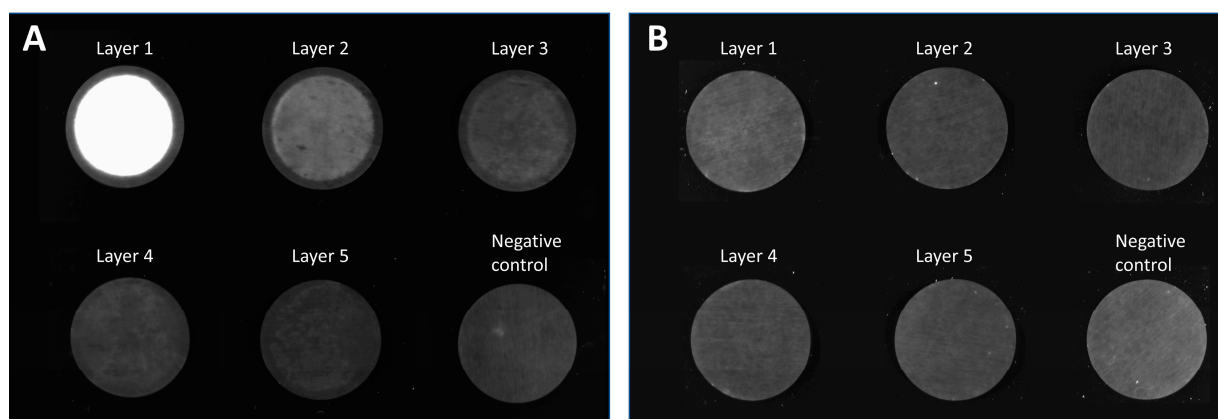 A
Layer 1
Layer 2
Layer 3
Layer 4
Layer 5
Negative
control
B
Layer 1
Layer 2
Layer 3
Layer 4
Layer 5
Negative
control